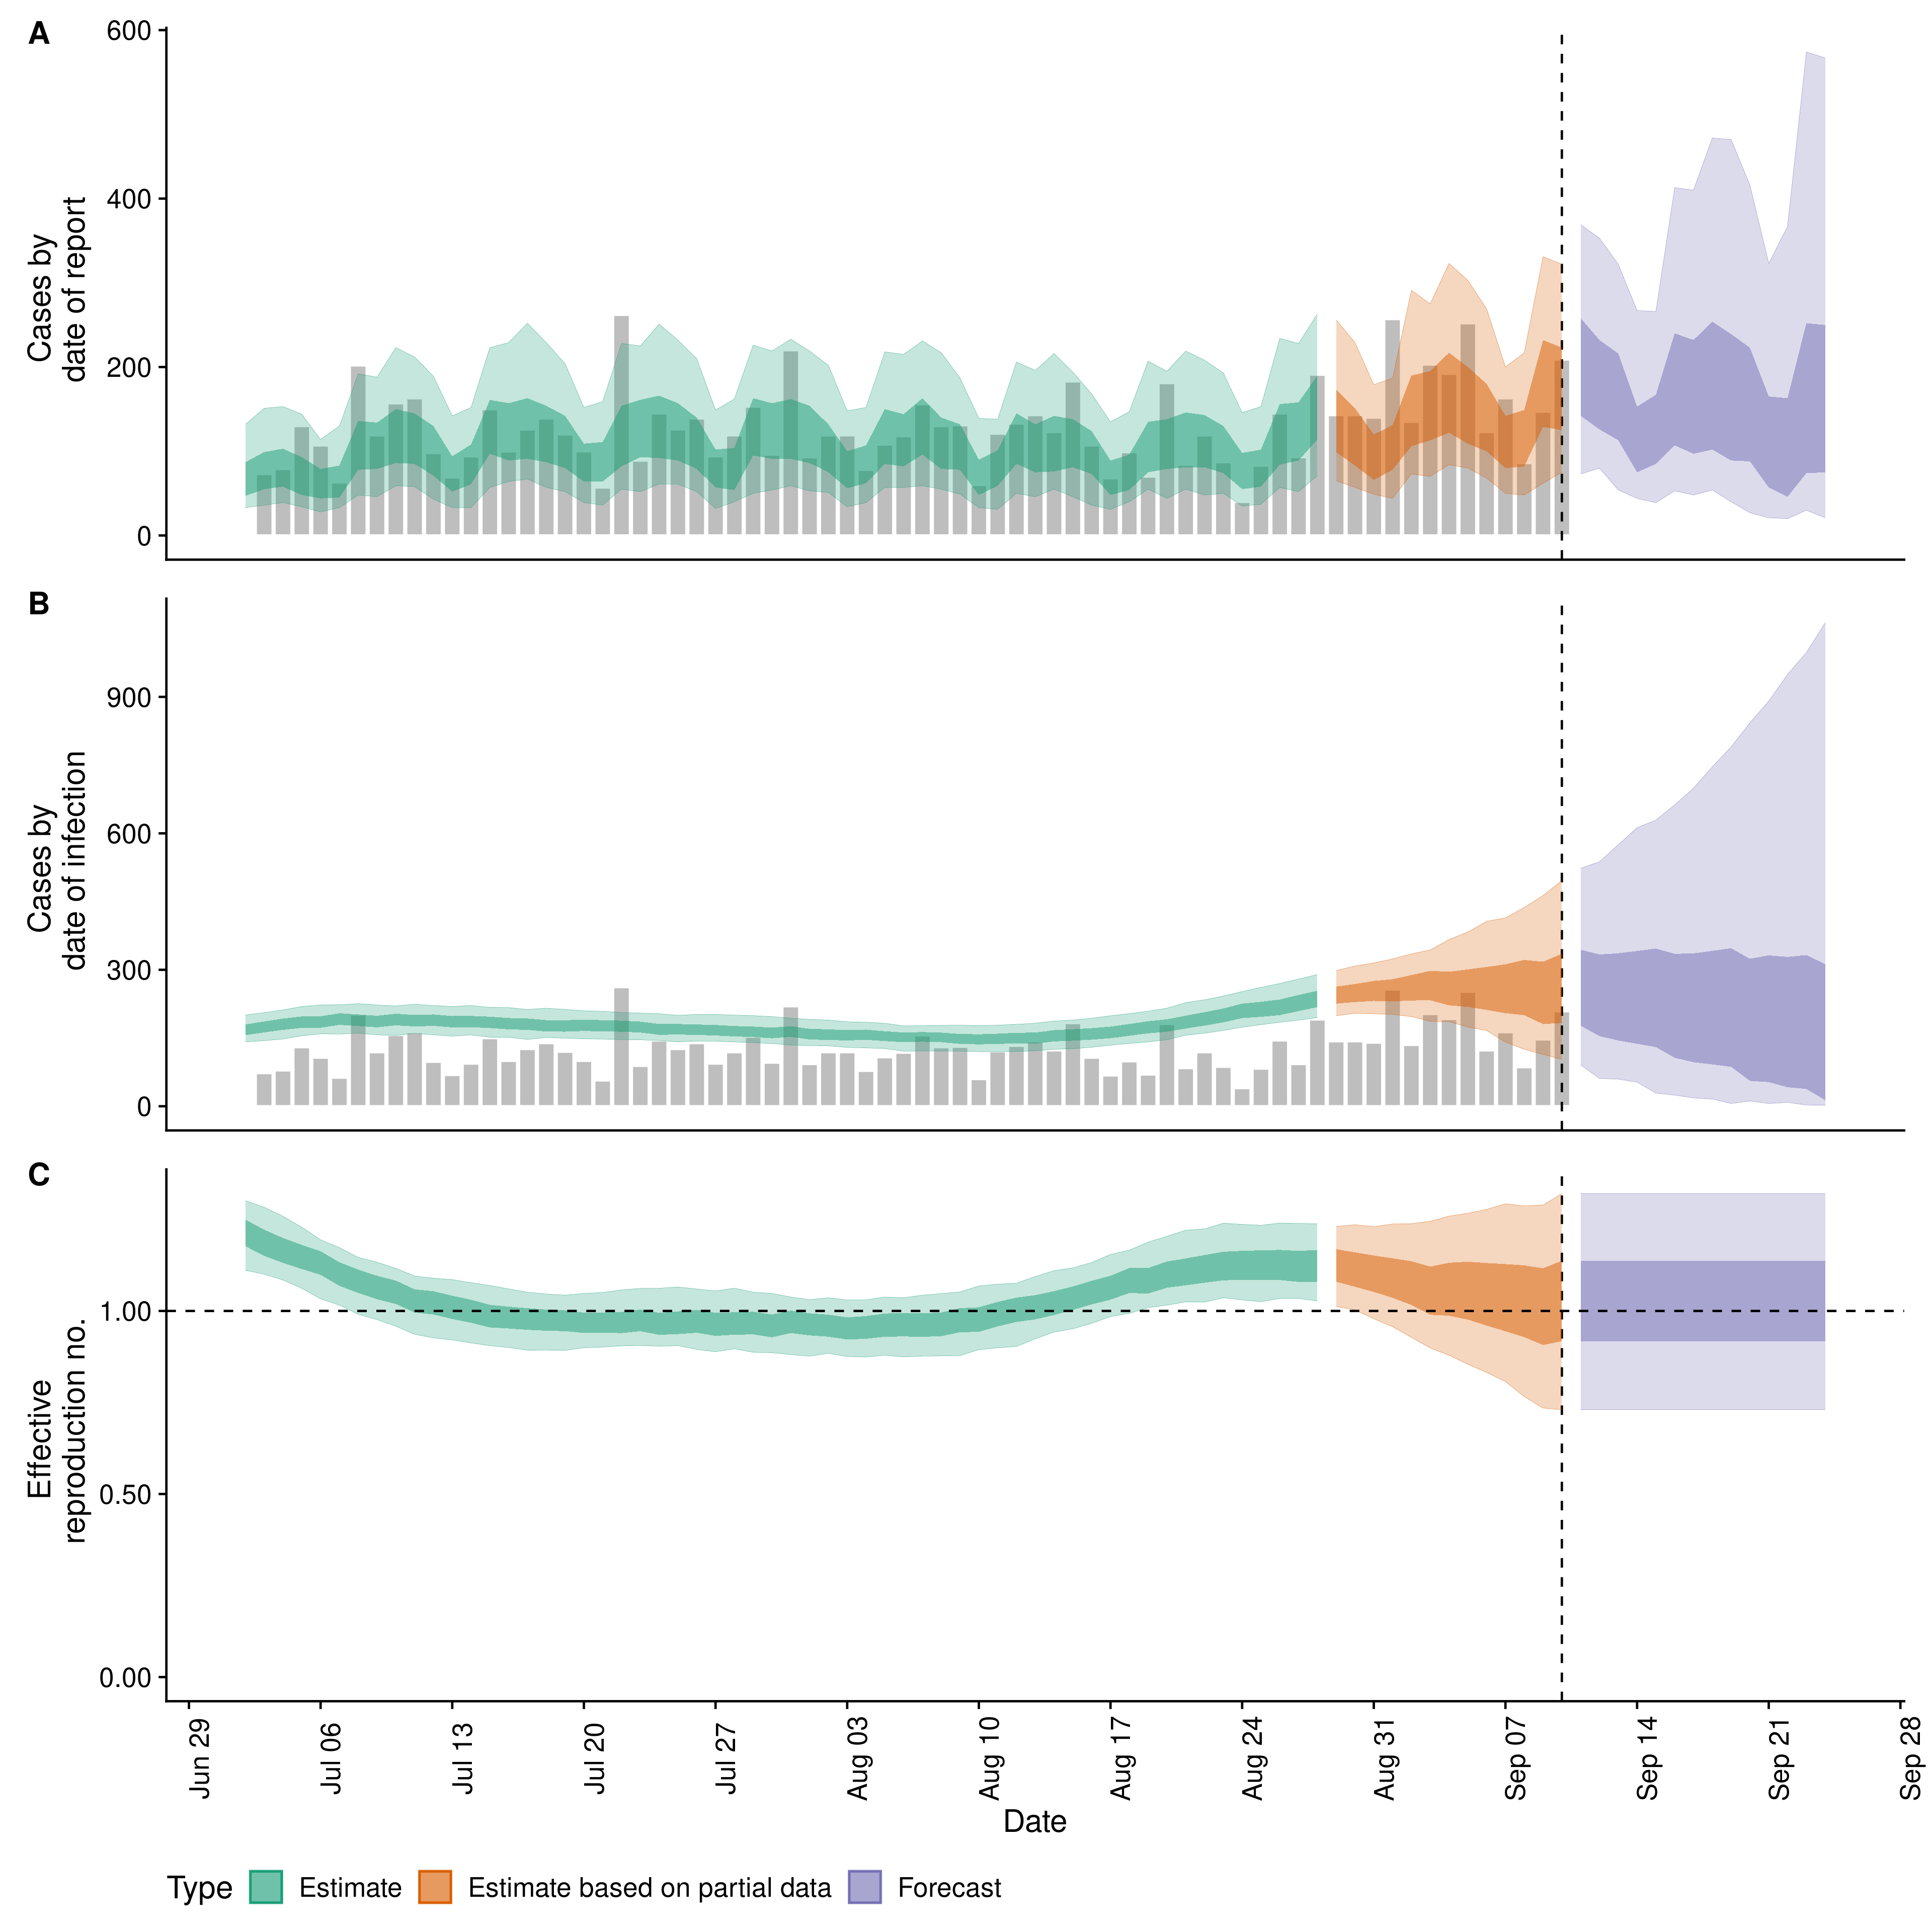 A
600
400
200
0
Cases by
date of report
B
900
600
300
0
Cases by
date of infection
C
1.00
0.50
0.00
Effective
reproduction no.
Jun 29
Jul 06
Jul 13
Jul 20
Jul 27
Aug 03
Aug 10
Aug 17
Aug 24
Aug 31
Sep 07
Sep 14
Sep 21
Sep 28
Date
Type Estimate Estimate based on partial data Forecast